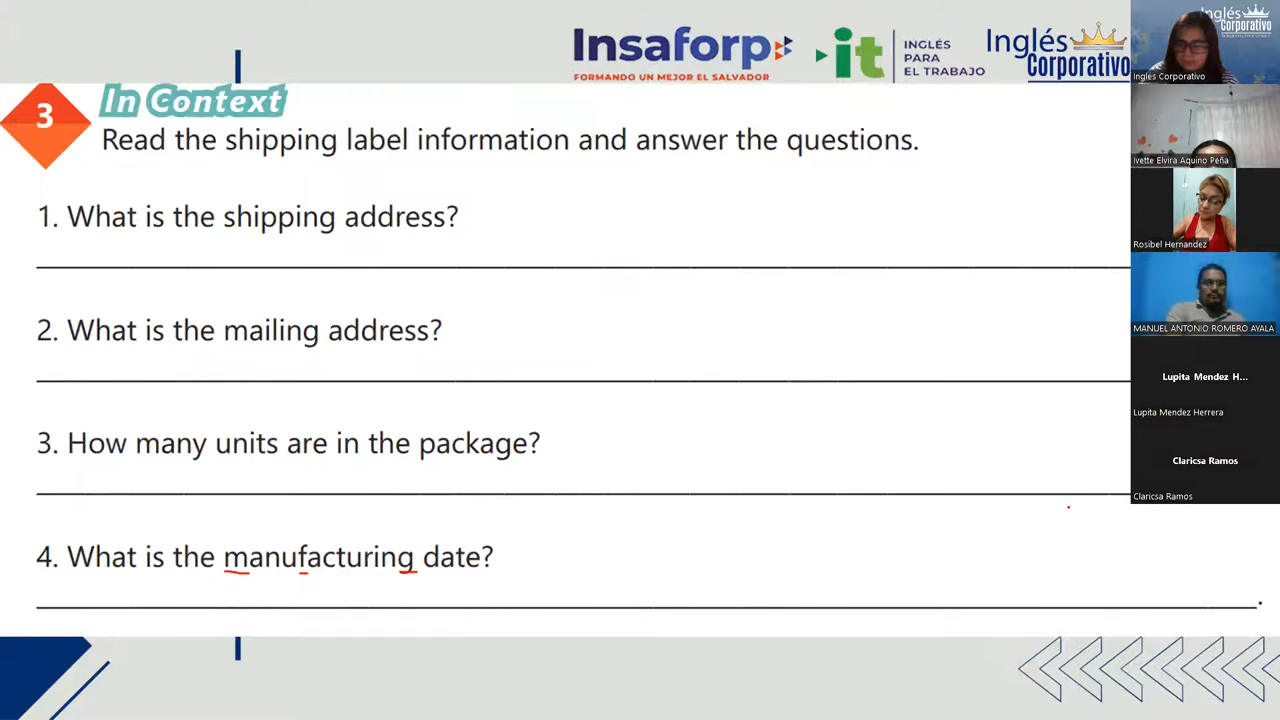 Insaforp
FORMANDO UN MEJOR EL SALVADOR
it
INGLÉS
PARA
EL TRABAJO
Inglés
Corporativo
3
In Context
Read the shipping label information and answer the questions.
1. What is the shipping address?
2. What is the mailing address?
3. How many units are in the package?
4. What is the manufacturing date?
Inglés
Corporativo
Ingles Corporativo
Ivette Elvira Aquino Peña
Rosibel Hernandez
MANUEL ANTONIO ROMERO AYALA
Lupita Mendez H...
Lupita Mendez Herrera
Claricsa Ramos
Claricsa Ramos